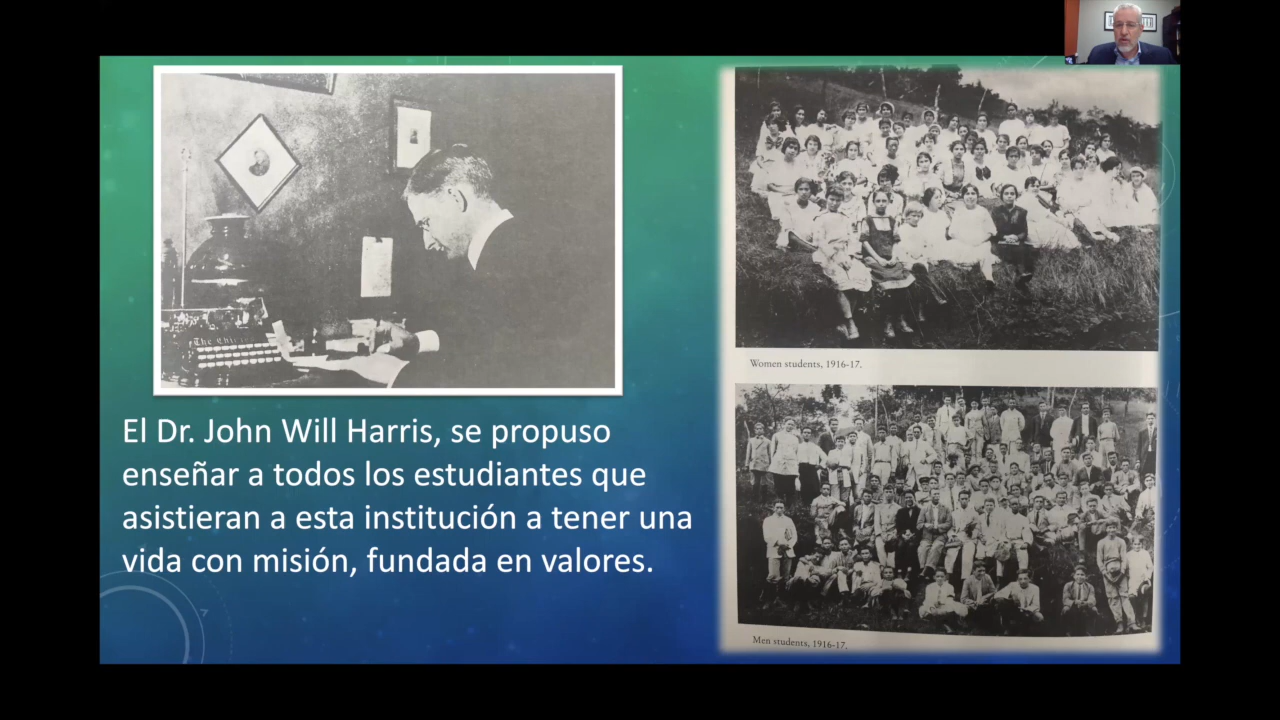 El Dr. John Will Harris, se propuso
enseñar a todos los estudiantes que
asistieran a esta institución a tener una
vida con misión, fundada en valores.
Women students, 1916-17.
Men students, 1916-17.